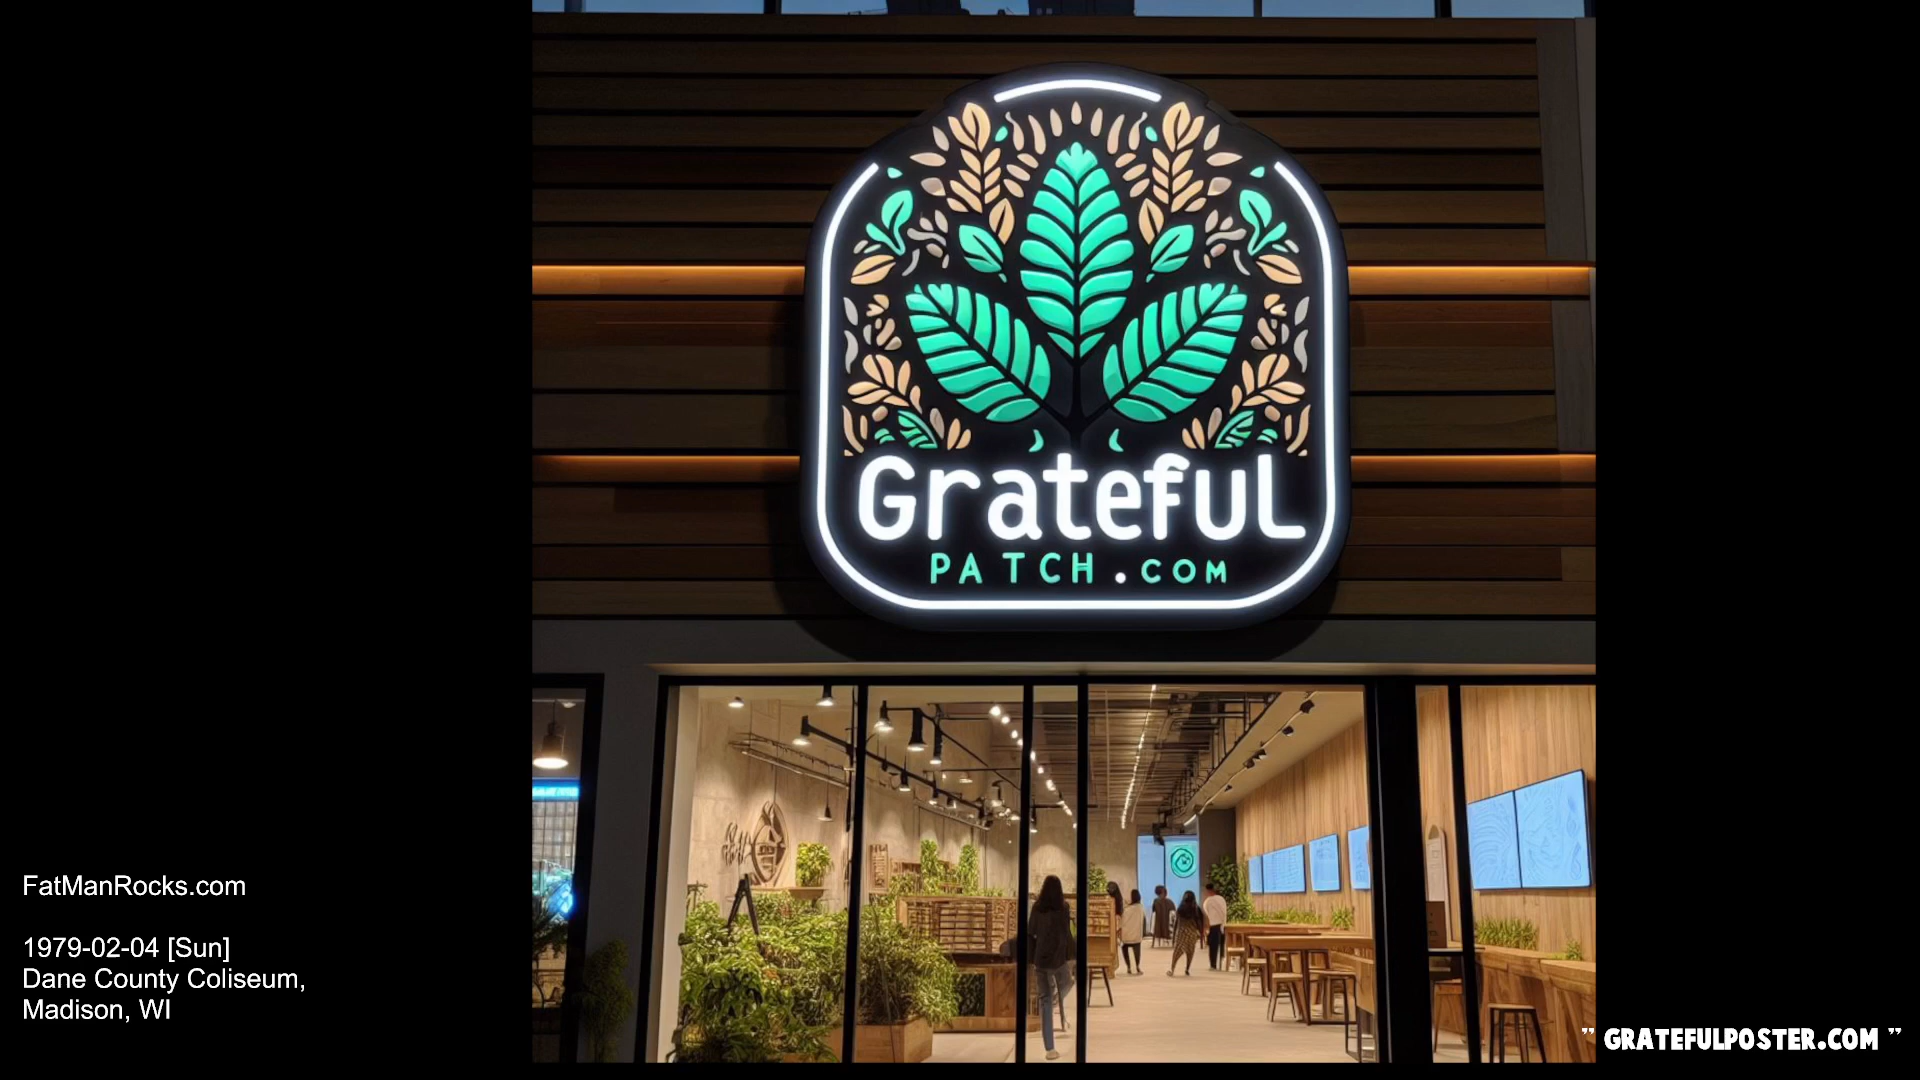 Grateful
PATCH.COM
FatManRocks.com
1979-02-04 [Sun]
Dane County Coliseum,
Madison, WI
" GRATEFULPOSTER.COM "